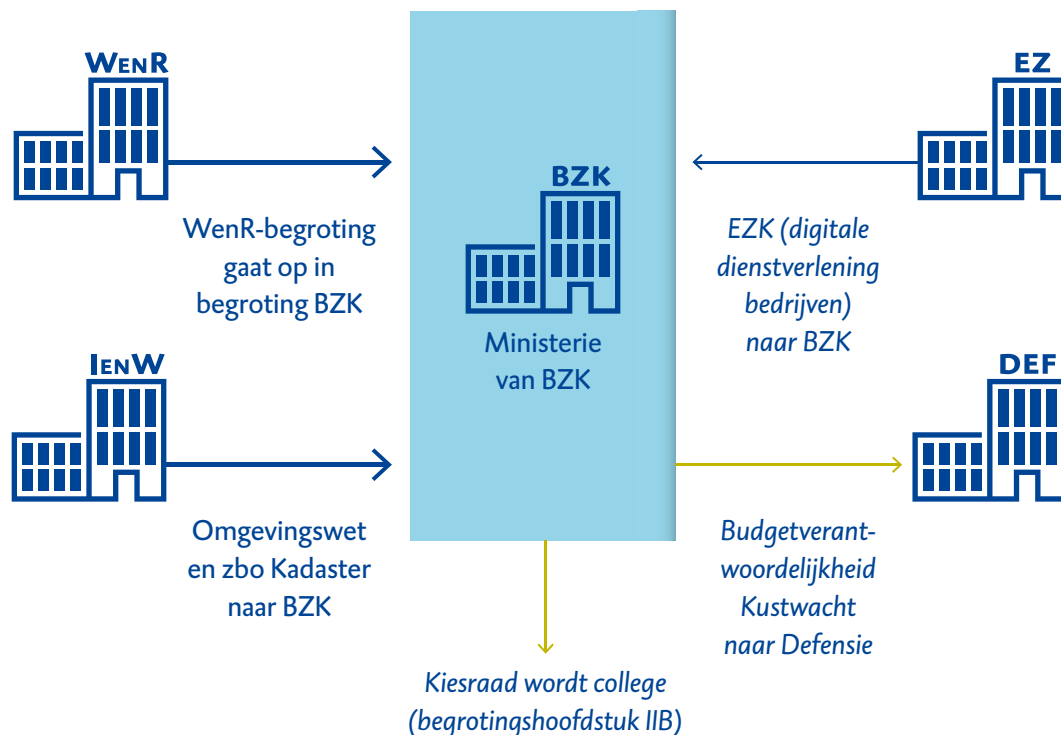 WENR
WenR-begroting
gaat op in
begroting BZK
IENW
Omgevingswet
en zbo Kadaster
naar BZK
BZK
Ministerie
van BZK
Kiesraad wordt college
(begrotingshoofdstuk IIB)
EZ
EZK (digitale
dienstverlening
bedrijven)
naar BZK
DEF
Budgetverant-
woordelijkheid
Kustwacht
naar Defensie